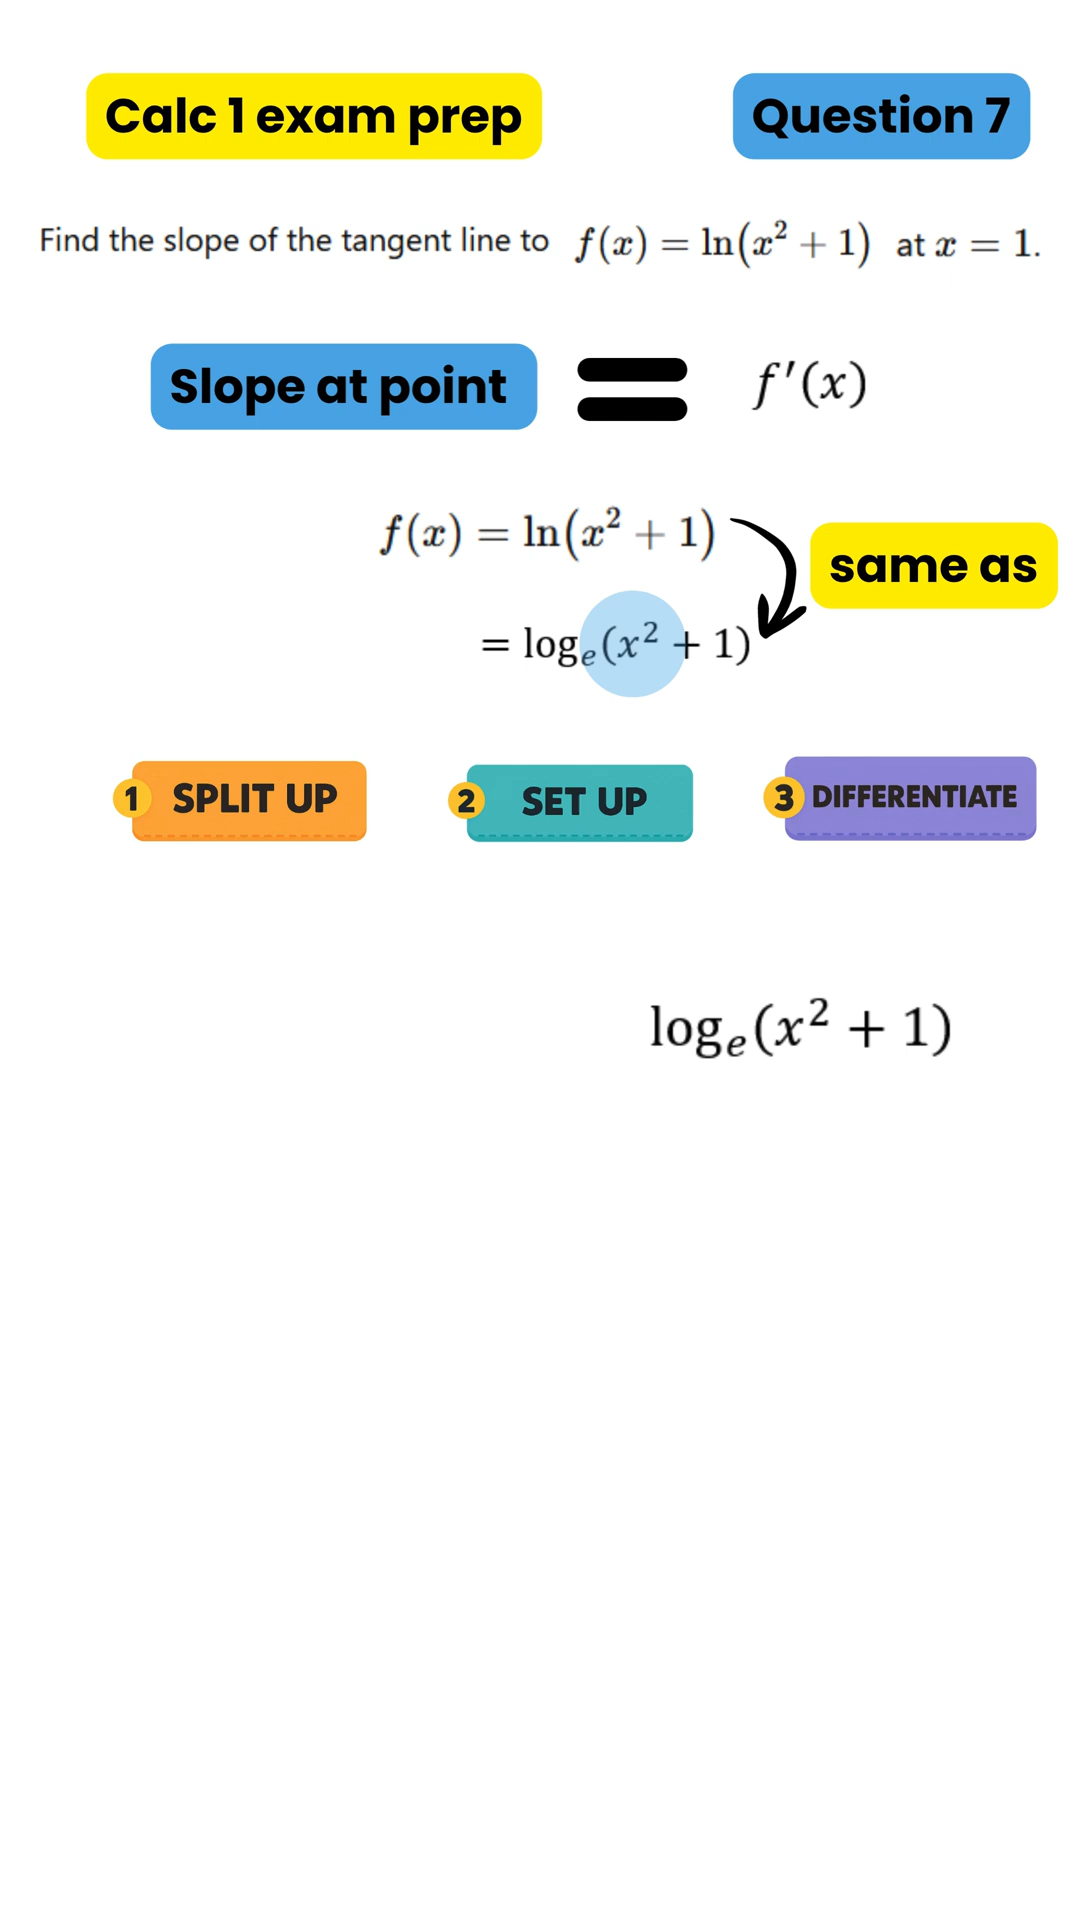 Calc 1 exam prep
Question 7
Find the slope of the tangent line to f(x) = ln(x² + 1) at x = 1.
Slope at point = f′(x)
f(x) = ln(x² + 1)
same as
= logₑ(x² + 1)
1 SPLIT UP
2 SET UP
3 DIFFERENTIATE
logₑ(x² + 1)